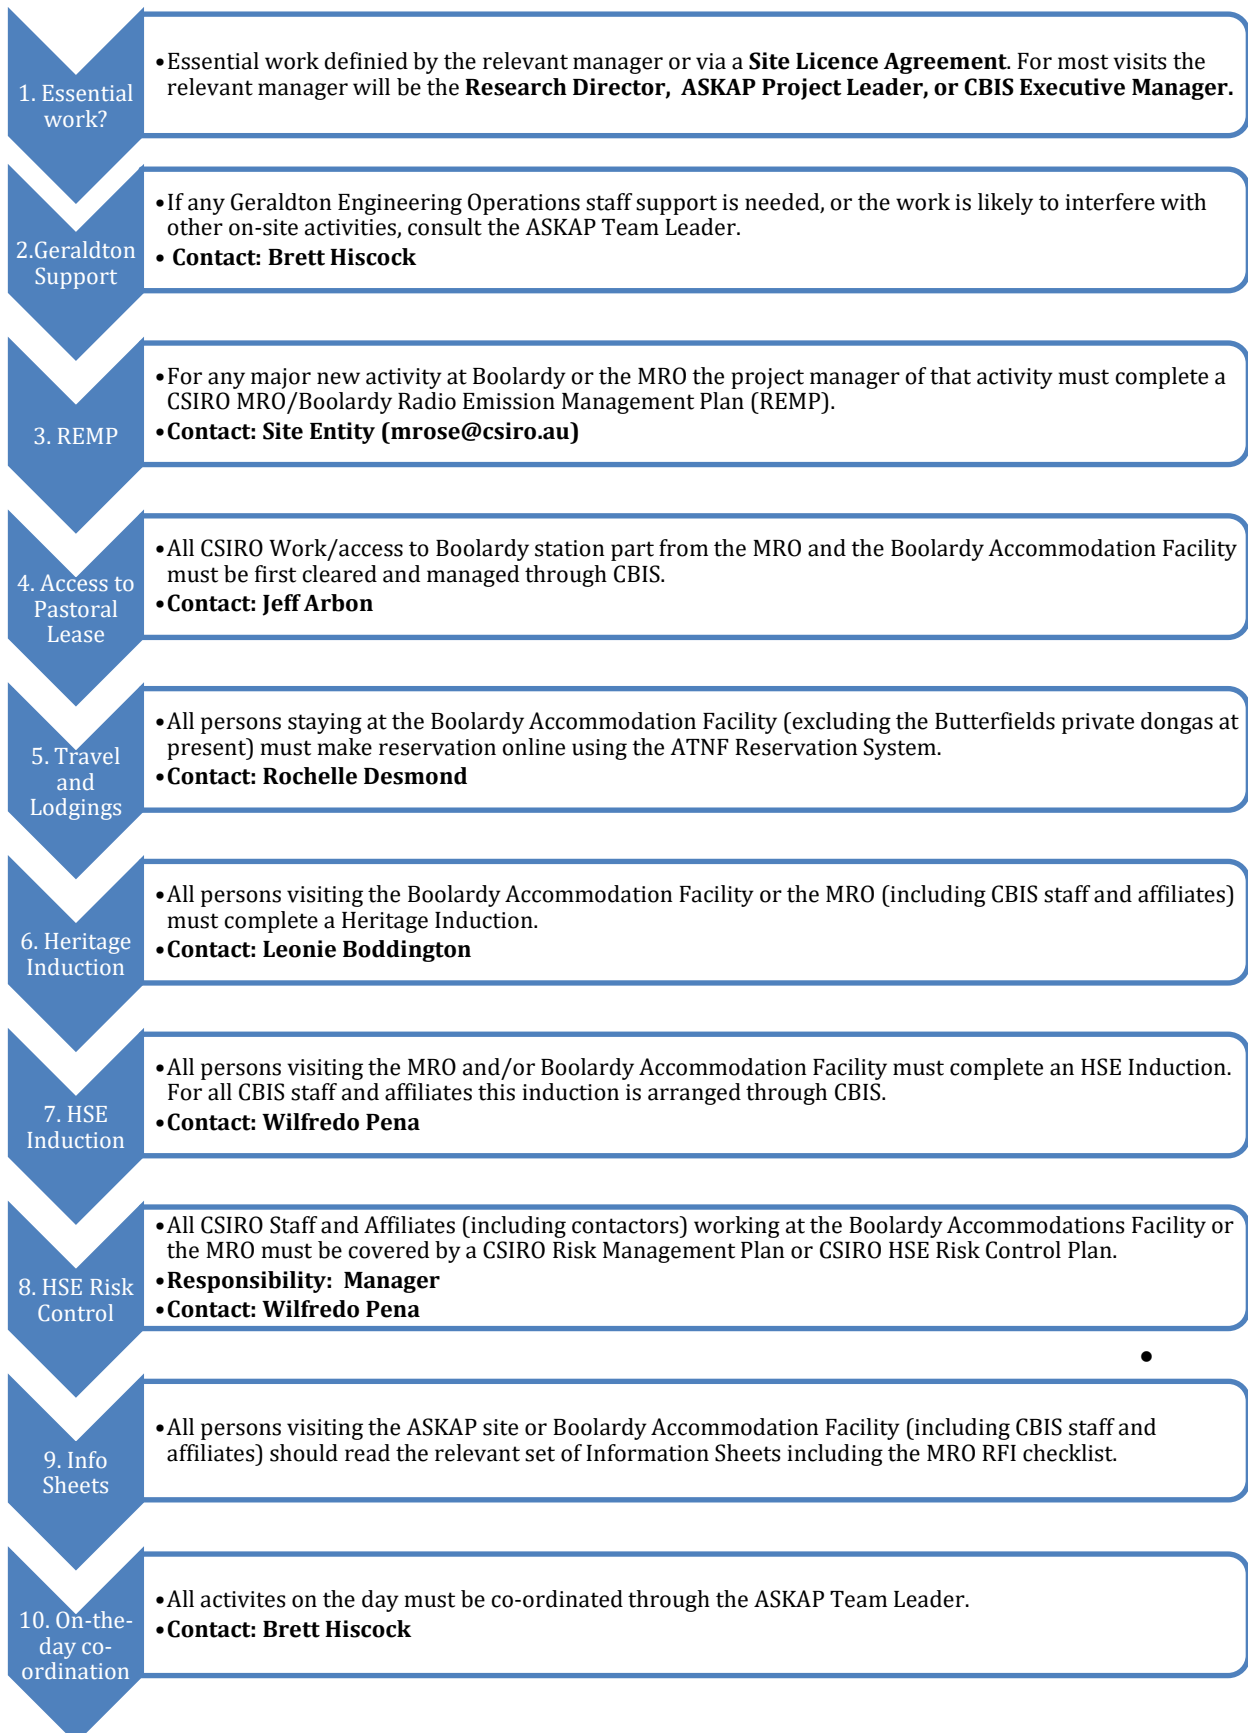 1. Essential
work?
•Essential work definied by the relevant manager or via a Site Licence Agreement. For most visits the
relevant manager will be the Research Director,  ASKAP Project Leader, or CBIS Executive Manager.
2.Geraldton
Support
•If any Geraldton Engineering Operations staff support is needed, or the work is likely to interfere with
other on-site activities, consult the ASKAP Team Leader.
• Contact: Brett Hiscock
3. REMP
•For any major new activity at Boolardy or the MRO the project manager of that activity must complete a
CSIRO MRO/Boolardy Radio Emission Management Plan (REMP).
•Contact: Site Entity (mrose@csiro.au)
4. Access to
Pastoral
Lease
•All CSIRO Work/access to Boolardy station part from the MRO and the Boolardy Accommodation Facility
must be first cleared and managed through CBIS.
•Contact: Jeff Arbon
5. Travel
and
Lodgings
•All persons staying at the Boolardy Accommodation Facility (excluding the Butterfields private dongas at
present) must make reservation online using the ATNF Reservation System.
•Contact: Rochelle Desmond
6. Heritage
Induction
•All persons visiting the Boolardy Accommodation Facility or the MRO (including CBIS staff and affiliates)
must complete a Heritage Induction.
•Contact: Leonie Boddington
7. HSE
Induction
•All persons visiting the MRO and/or Boolardy Accommodation Facility must complete an HSE Induction.
For all CBIS staff and affiliates this induction is arranged through CBIS.
•Contact: Wilfredo Pena
8. HSE Risk
Control
•All CSIRO Staff and Affiliates (including contactors) working at the Boolardy Accommodations Facility or
the MRO must be covered by a CSIRO Risk Management Plan or CSIRO HSE Risk Control Plan.
•Responsibility:  Manager
•Contact: Wilfredo Pena
•
9. Info
Sheets
•All persons visiting the ASKAP site or Boolardy Accommodation Facility (including CBIS staff and
affiliates) should read the relevant set of Information Sheets including the MRO RFI checklist.
10. On-the-
day co-
ordination
•All activites on the day must be co-ordinated through the ASKAP Team Leader.
•Contact: Brett Hiscock